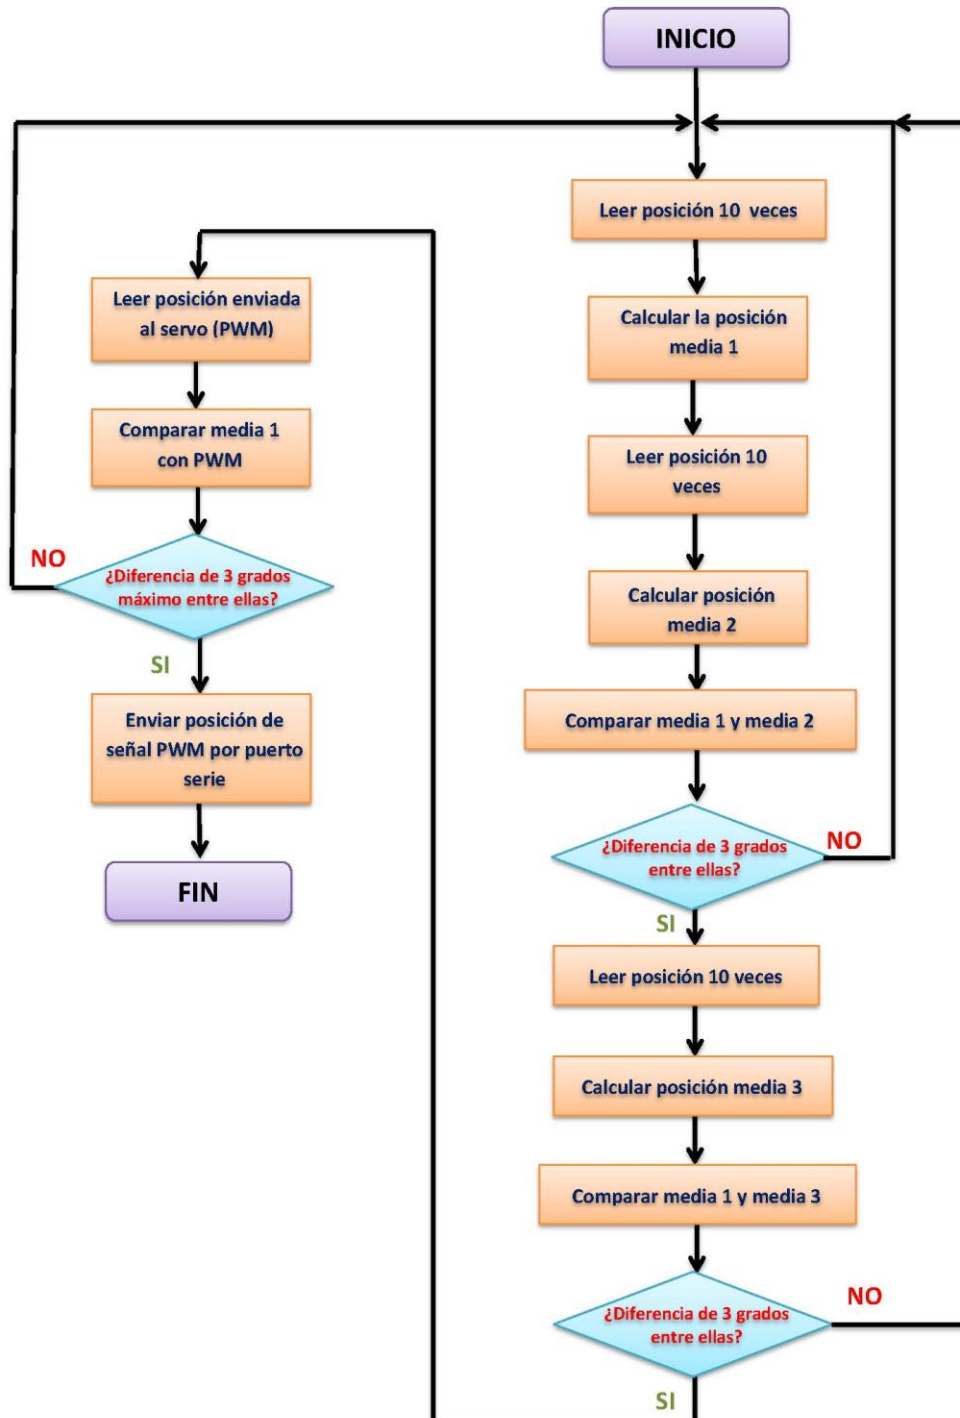 INICIO
Leer posición 10 veces
Calcular la posición
media 1
Leer posición 10
veces
Calcular posición
media 2
Comparar media 1 y media 2
¿Diferencia de 3 grados
entre ellas?
NO
SI
Leer posición 10 veces
Calcular posición media 3
Comparar media 1 y media 3
¿Diferencia de 3 grados
entre ellas?
NO
SI
Leer posición enviada
al servo (PWM)
Comparar media 1
con PWM
¿Diferencia de 3 grados
máximo entre ellas?
NO
SI
Enviar posición de
señal PWM por puerto
serie
FIN